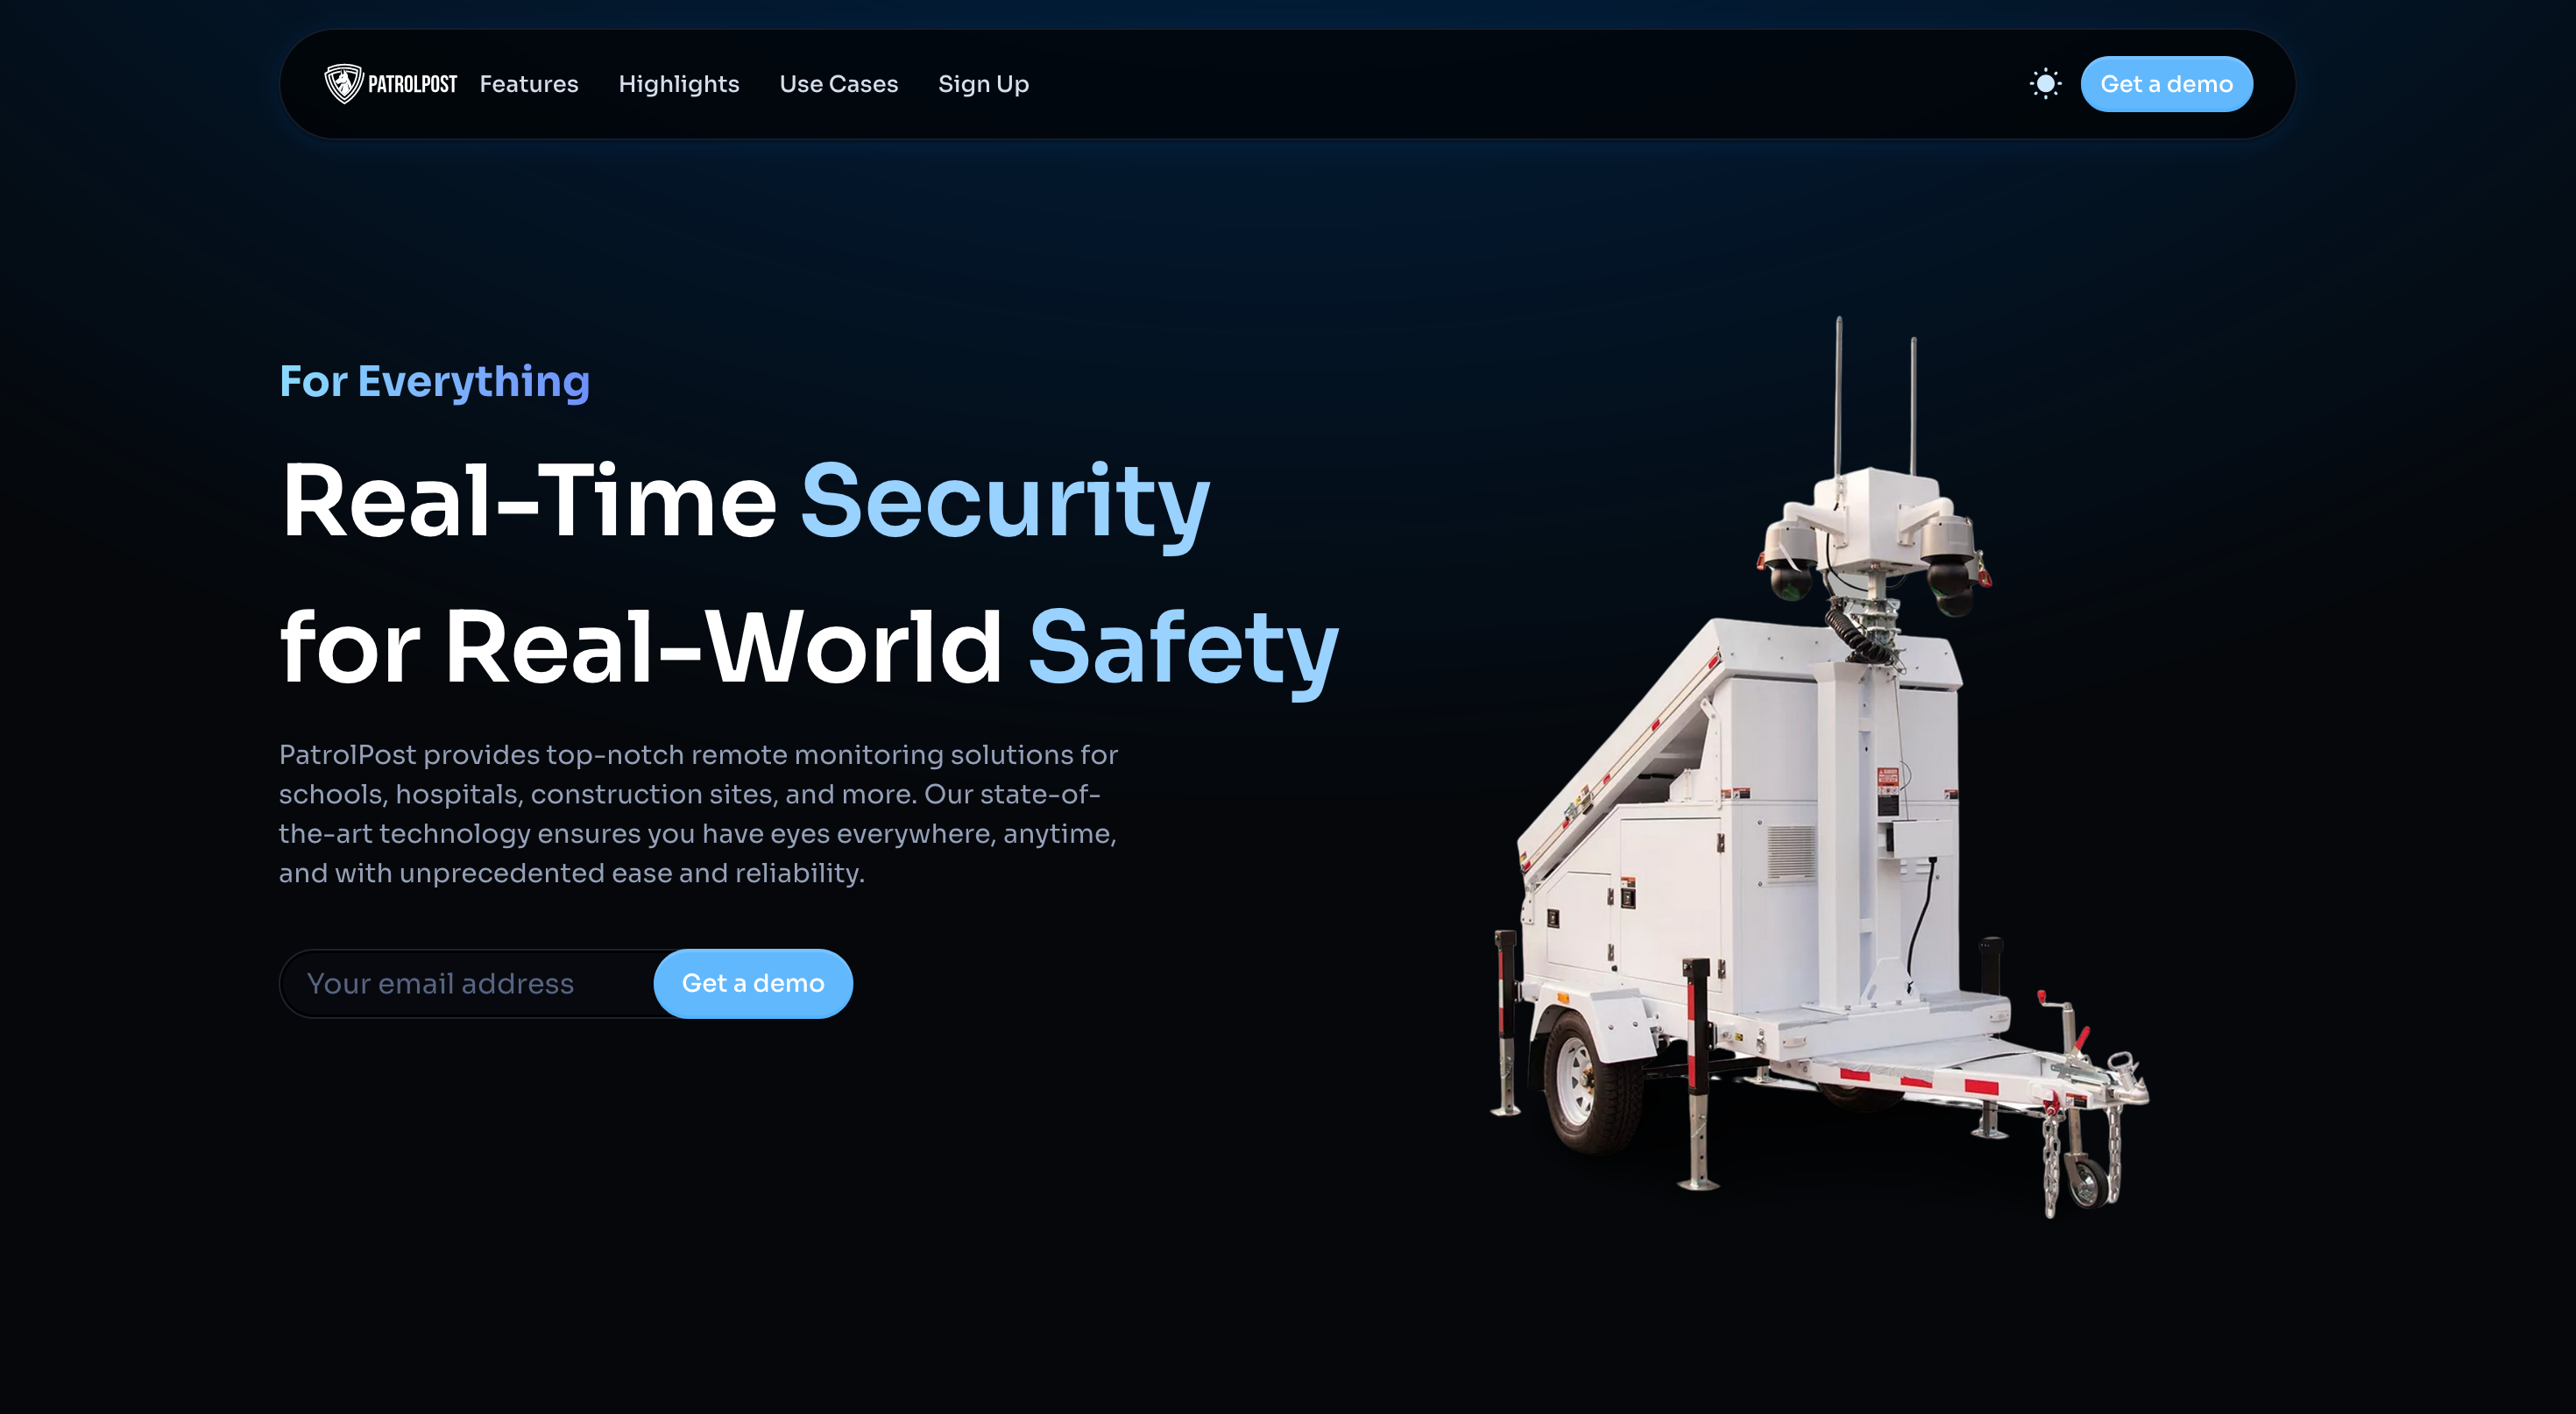 PATROLPOST Features Highlights Use Cases Sign Up Get a demo
For Everything
Real-Time Security
for Real-World Safety
PatrolPost provides top-notch remote monitoring solutions for
schools, hospitals, construction sites, and more. Our state-of-
the-art technology ensures you have eyes everywhere, anytime,
and with unprecedented ease and reliability.
Your email address Get a demo